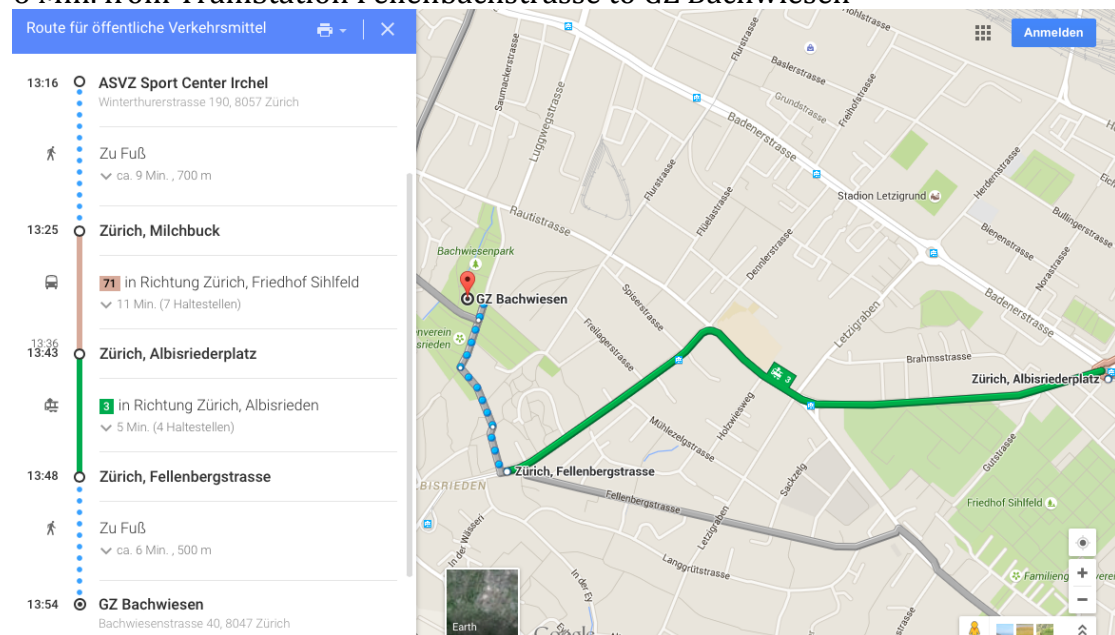 Route für öffentliche Verkehrsmittel
Anmelden
13:16 ASVZ Sport Center Irchel
Winterthurerstrasse 190, 8057 Zürich
Zu Fuß
ca. 9 Min. , 700 m
13:25 Zürich, Milchbuck
71 in Richtung Zürich, Friedhof Sihlfeld
11 Min. (7 Haltestellen)
13:36
13:43 Zürich, Albisriederplatz
3 in Richtung Zürich, Albisrieden
5 Min. (4 Haltestellen)
13:48 Zürich, Fellenbergstrasse
Zu Fuß
ca. 6 Min. , 500 m
13:54 GZ Bachwiesen
Bachwiesenstrasse 40, 8047 Zürich
Saumackerstrasse
Luggwegstrasse
Flurstrasse
Baslerstrasse
Grundstrasse
Freihofstrasse
Badenerstrasse
Flurstrasse
Flüelastrasse
Rautistrasse
Dennlerstrasse
Stadion Letzigrund
Herdernstrasse
Bullingerstrasse
Bienenstrasse
Norastrasse
Badenerstrasse
Bachwiesenpark
GZ Bachwiesen
Spiserstrasse
Freilagerstrasse
Letzigraben
Brahmsstrasse
3
Zürich, Albisriederplatz
Holzwiesweg
Mühlezelgstrasse
Gutstrasse
Sackzelg
Zürich, Fellenbergstrasse
Fellenbergstrasse
Friedhof Sihlfeld
Letzigraben
In der Wässeri
Langgrütstrasse
In der Ey
Earth
Google